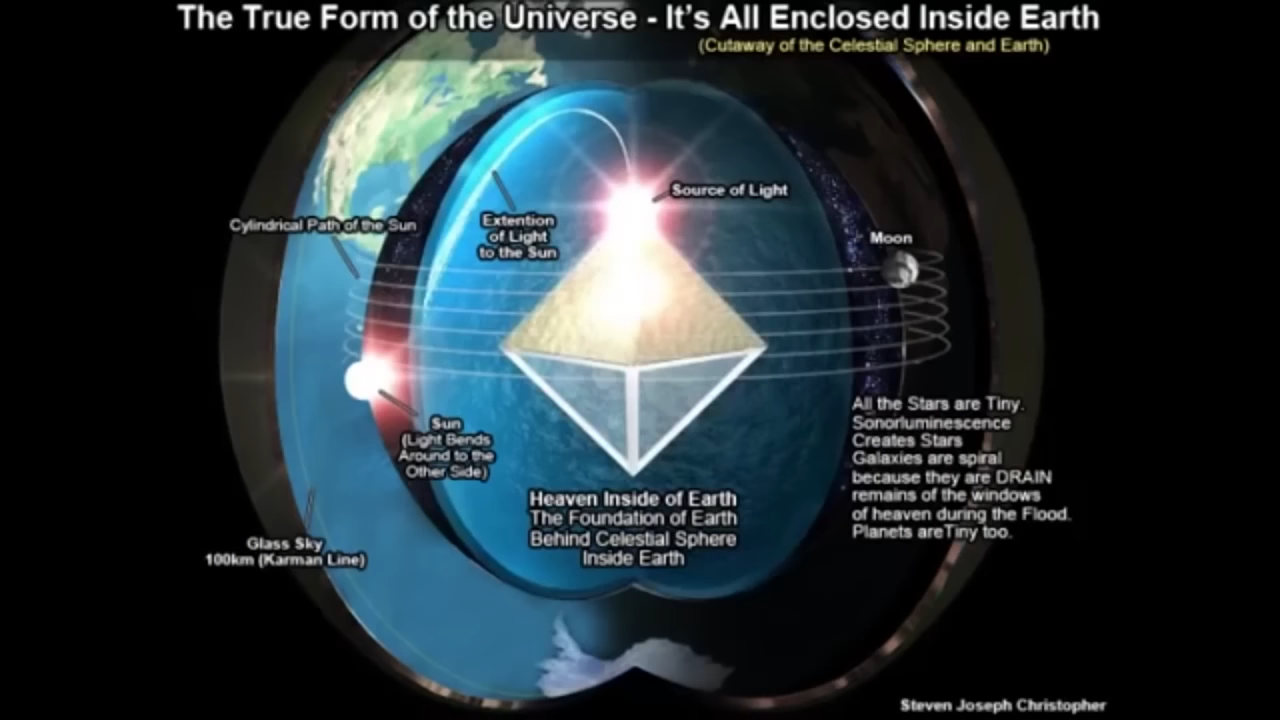 The True Form of the Universe - It's All Enclosed Inside Earth
(Cutaway of the Celestial Sphere and Earth)
Source of Light
Cylindrical Path of the Sun
Extention
of Light
to the Sun
Moon
Sun
(Light Bends
Around to the
Other Side)
All the Stars are Tiny.
Sonorluminescence
Creates Stars
Galaxies are spiral
because they are DRAIN
remains of the windows
of heaven during the Flood.
Planets areTiny too.
Heaven Inside of Earth
The Foundation of Earth
Behind Celestial Sphere
Inside Earth
Glass Sky
100km (Karman Line)
Steven Joseph Christopher